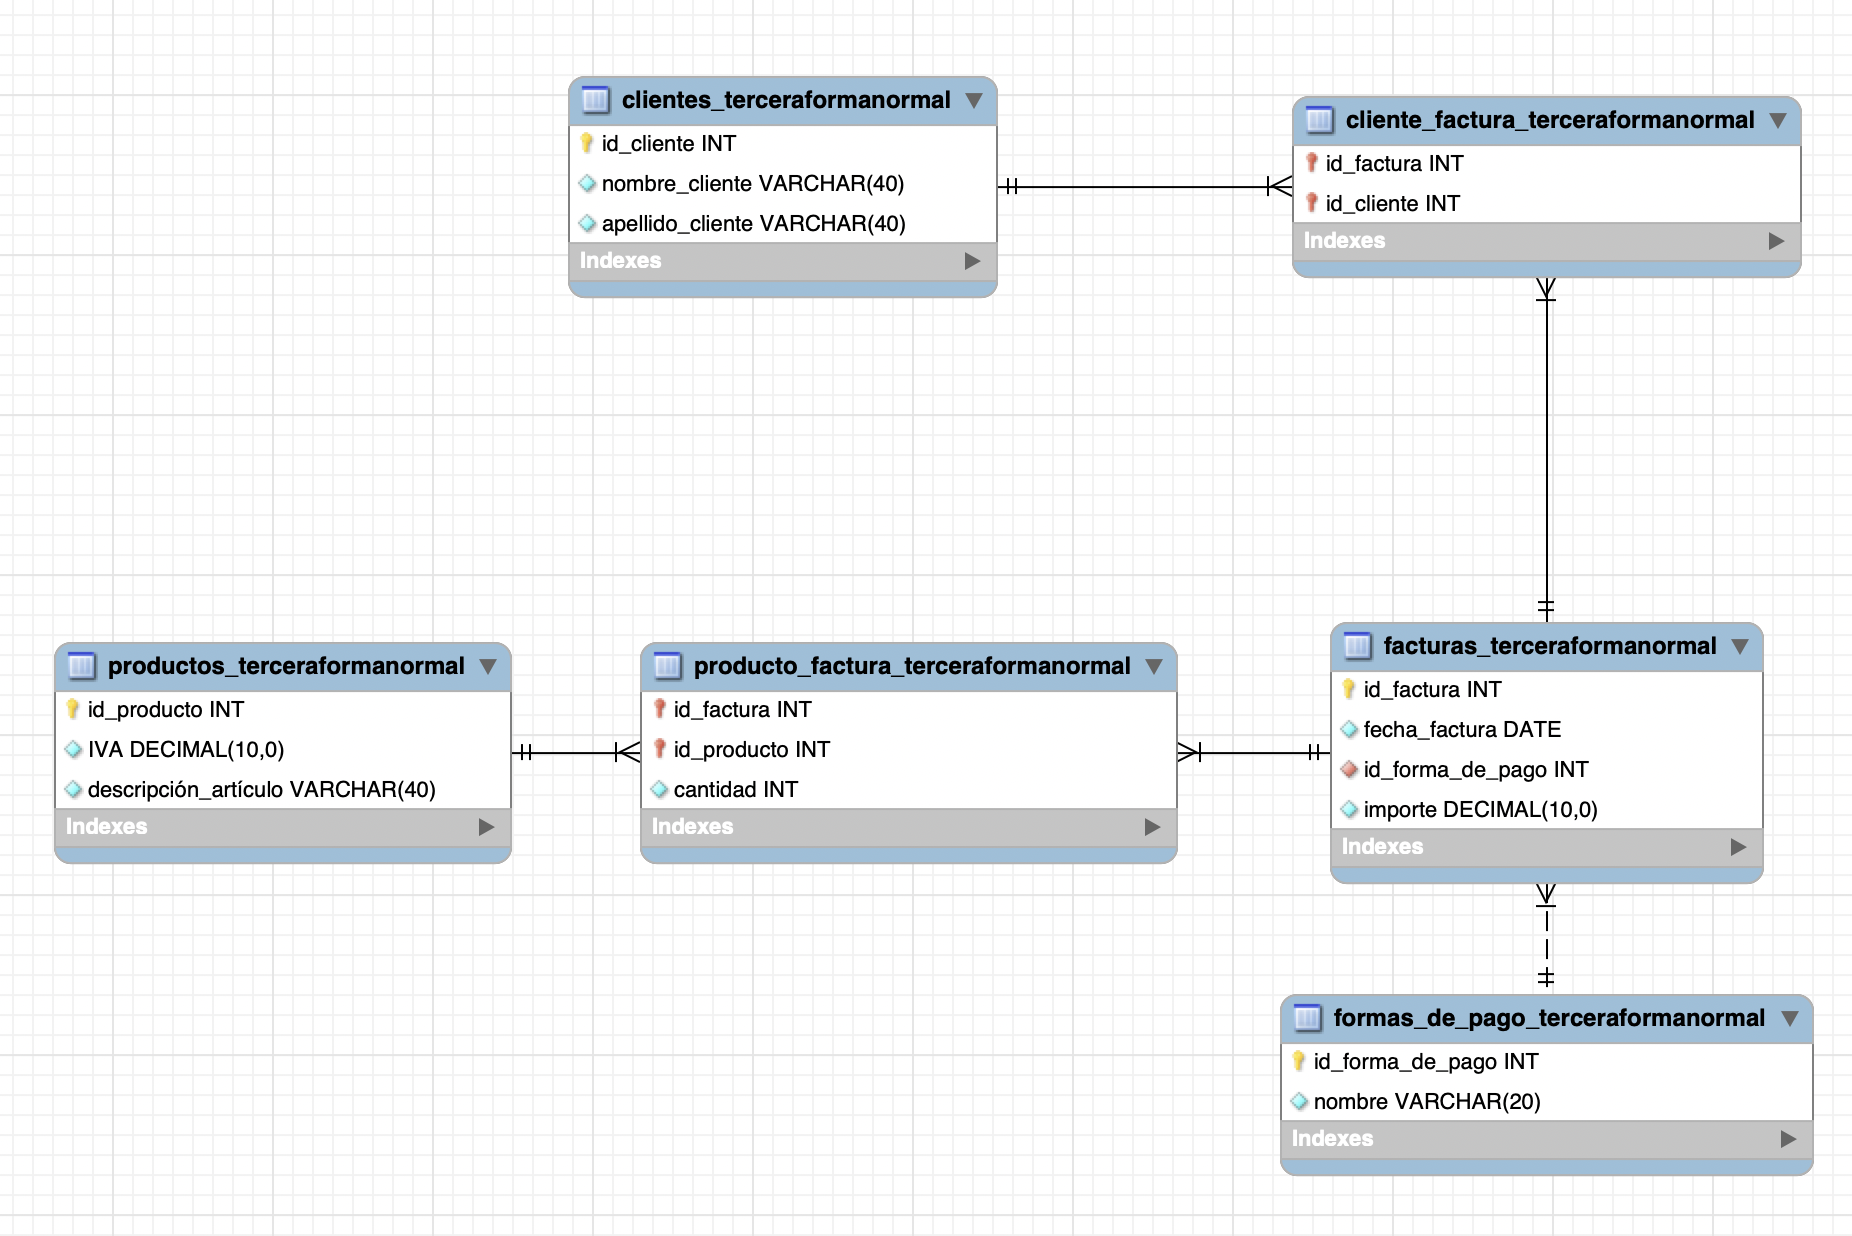 clientes_terceraformanormal
id_cliente INT
nombre_cliente VARCHAR(40)
apellido_cliente VARCHAR(40)
Indexes
cliente_factura_terceraformanormal
id_factura INT
id_cliente INT
Indexes
productos_terceraformanormal
id_producto INT
IVA DECIMAL(10,0)
descripción_artículo VARCHAR(40)
Indexes
producto_factura_terceraformanormal
id_factura INT
id_producto INT
cantidad INT
Indexes
facturas_terceraformanormal
id_factura INT
fecha_factura DATE
id_forma_de_pago INT
importe DECIMAL(10,0)
Indexes
formas_de_pago_terceraformanormal
id_forma_de_pago INT
nombre VARCHAR(20)
Indexes